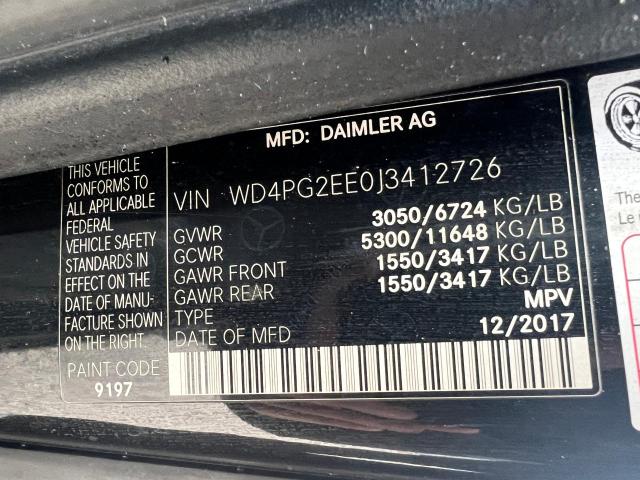 MFD: DAIMLER AG
THIS VEHICLE
CONFORMS TO
ALL APPLICABLE
FEDERAL
VEHICLE SAFETY
STANDARDS IN
EFFECT ON THE
DATE OF MANU-
FACTURE SHOWN
ON THE RIGHT.
PAINT CODE
9197
VIN WD4PG2EE0J3412726
GVWR 3050/6724 KG/LB
GCWR 5300/11648 KG/LB
GAWR FRONT 1550/3417 KG/LB
GAWR REAR 1550/3417 KG/LB
TYPE MPV
DATE OF MFD 12/2017
The
Le